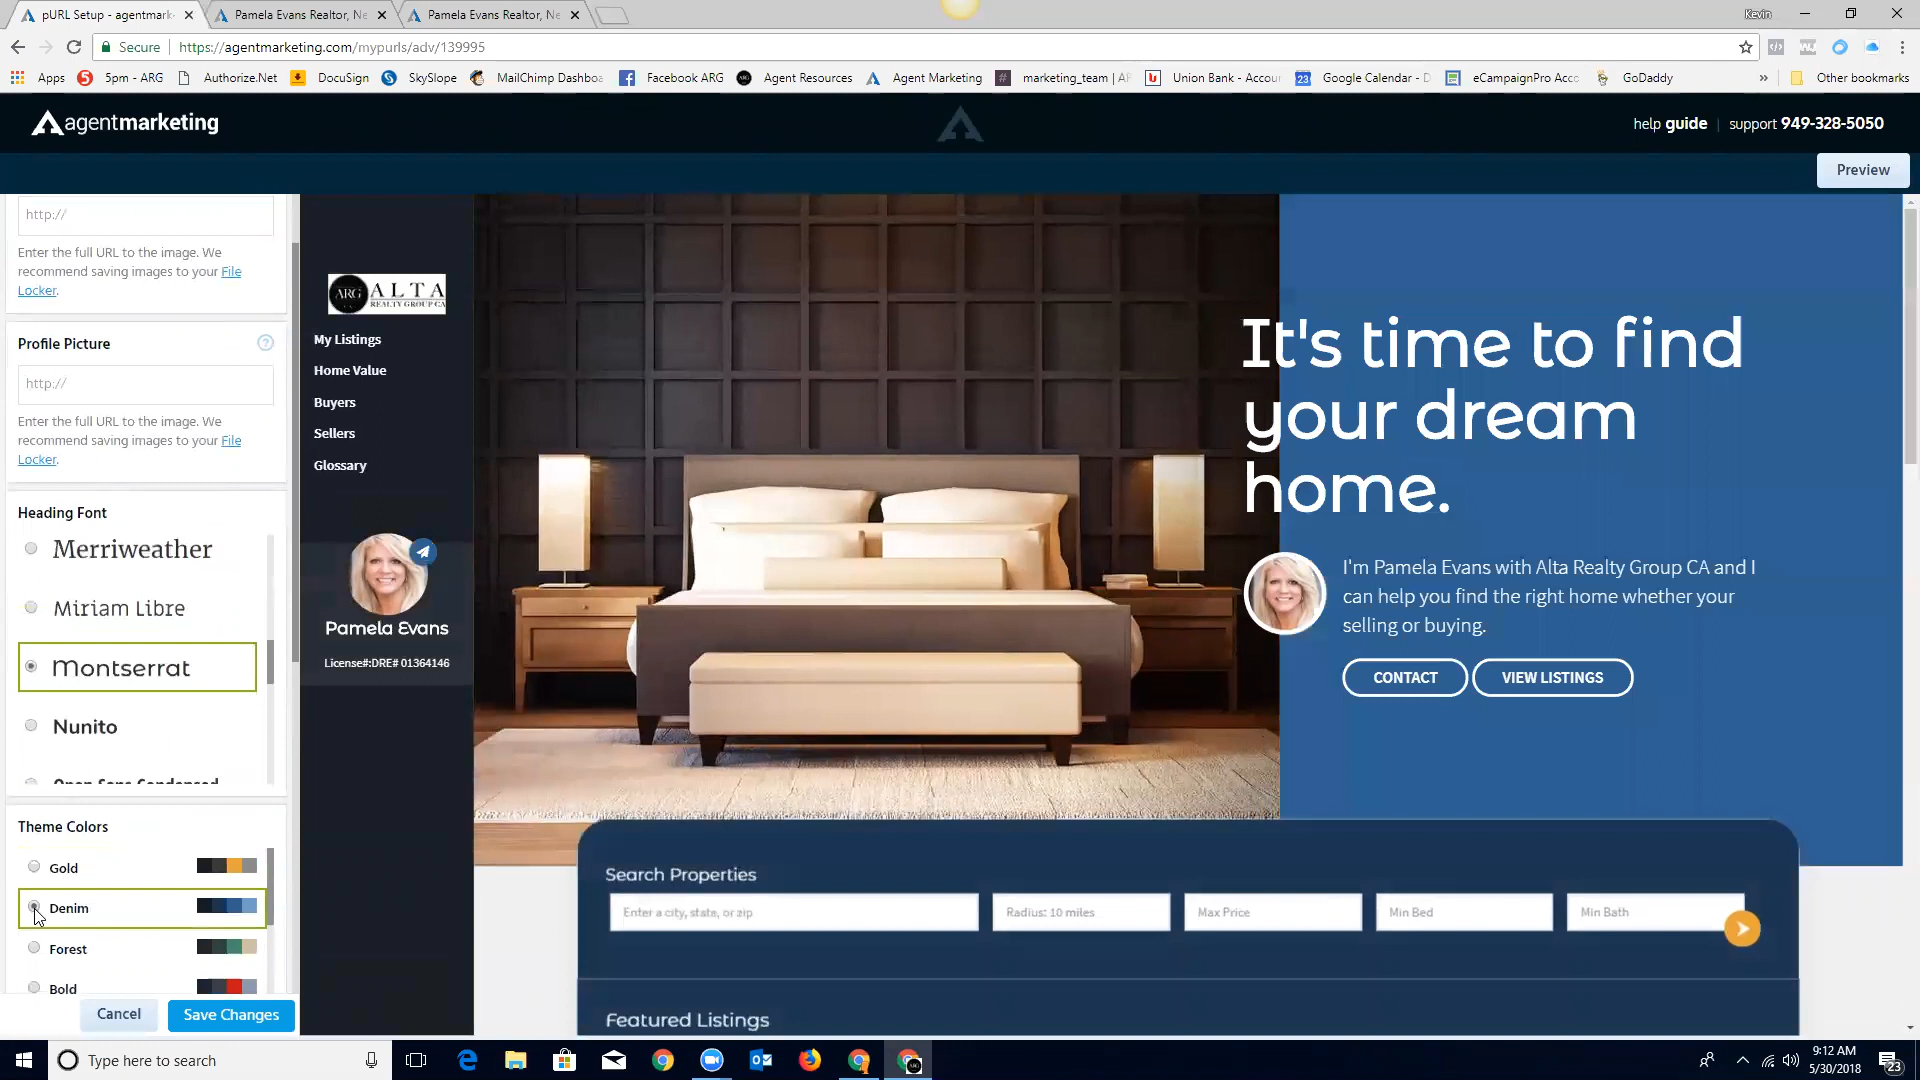 pURL Setup - agentmark
Pamela Evans Realtor, Ne
Pamela Evans Realtor, Ne
Kevin
Secure
https://agentmarketing.com/mypurls/adv/139995
Apps
5pm - ARG
Authorize.Net
DocuSign
SkySlope
MailChimp Dashboa
Facebook ARG
Agent Resources
Agent Marketing
marketing_team | AR
Union Bank - Accou
Google Calendar - D
eCampaignPro Acco
GoDaddy
»
Other bookmarks
agentmarketing
help guide | support 949-328-5050
Preview
http://
Enter the full URL to the image. We
recommend saving images to your File
Locker.
Profile Picture
?
http://
Enter the full URL to the image. We
recommend saving images to your File
Locker.
Heading Font
Merriweather
Miriam Libre
Montserrat
Nunito
Open Sans Condensed
Theme Colors
Gold
Denim
Forest
Bold
Cancel
Save Changes
ARG ALTA
REALTY GROUP CA
My Listings
Home Value
Buyers
Sellers
Glossary
Pamela Evans
License#:DRE# 01364146
It's time to find
your dream
home.
I'm Pamela Evans with Alta Realty Group CA and I
can help you find the right home whether your
selling or buying.
CONTACT
VIEW LISTINGS
Search Properties
Enter a city, state, or zip
Radius: 10 miles
Max Price
Min Bed
Min Bath
Featured Listings
Type here to search
9:12 AM
5/30/2018
23